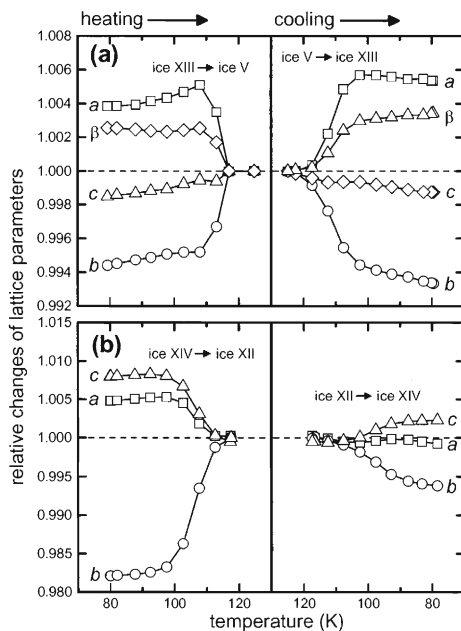 heating
cooling
1.008
1.006
1.004
1.002
1.000
0.998
0.996
0.994
0.992
(a)
ice XIII → ice V
a
β
c
b
ice V → ice XIII
a
β
c
b
1.015
1.010
1.005
1.000
0.995
0.990
0.985
0.980
(b)
ice XIV → ice XII
c
a
b
ice XII → ice XIV
c
a
b
80 100 120
120 100 80
temperature (K)
relative changes of lattice parameters